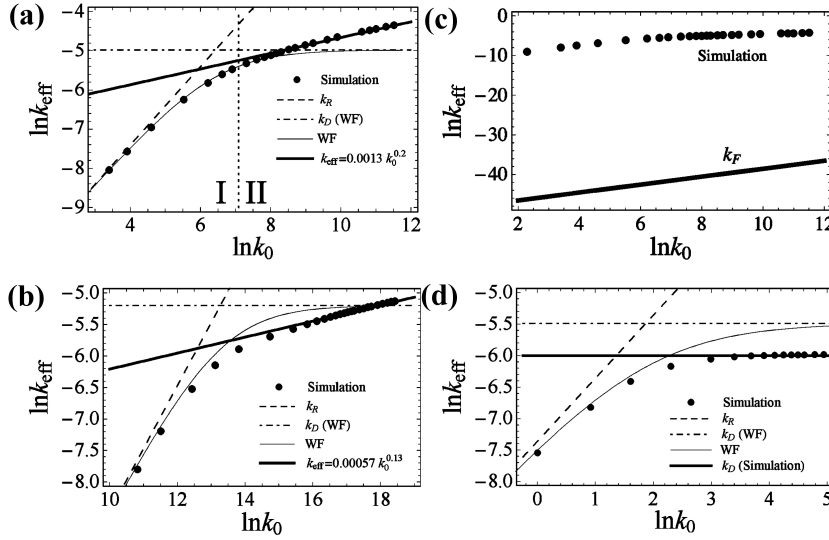 (a)
−4
−5
−6
−7
−8
−9
lnk_eff
Simulation
k_R
k_D (WF)
WF
k_eff=0.0013 k_0^0.2
I II
4 6 8 10 12
lnk_0
(c)
0
−10
−20
−30
−40
lnk_eff
Simulation
k_F
2 4 6 8 10 12
lnk_0
(b)
−5.0
−5.5
−6.0
−6.5
−7.0
−7.5
−8.0
lnk_eff
Simulation
k_R
k_D (WF)
WF
k_eff=0.00057 k_0^0.13
10 12 14 16 18
lnk_0
(d)
−5.0
−5.5
−6.0
−6.5
−7.0
−7.5
−8.0
lnk_eff
Simulation
k_R
k_D (WF)
WF
k_D (Simulation)
0 1 2 3 4 5
lnk_0